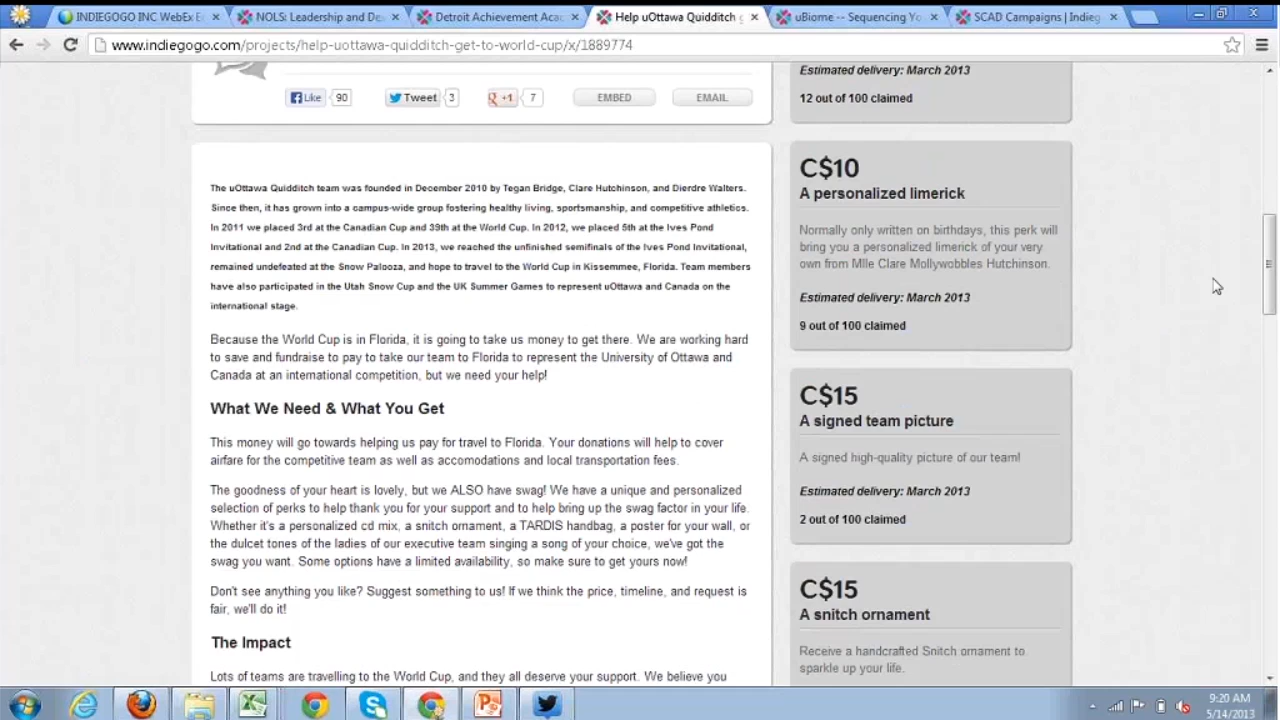 INDIEGOGO INC WebEx E
NOLS: Leadership and De
Detroit Achievement Aca
Help uOttawa Quidditch g
uBiome -- Sequencing Yo
SCAD Campaigns | Indieg
www.indiegogo.com/projects/help-uottawa-quidditch-get-to-world-cup/x/1889774
Like 90
Tweet 3
+1 7
EMBED
EMAIL
The uOttawa Quidditch team was founded in December 2010 by Tegan Bridge, Clare Hutchinson, and Dierdre Walters.
Since then, it has grown into a campus-wide group fostering healthy living, sportsmanship, and competitive athletics.
In 2011 we placed 3rd at the Canadian Cup and 39th at the World Cup. In 2012, we placed 5th at the Ives Pond
Invitational and 2nd at the Canadian Cup. In 2013, we reached the unfinished semifinals of the Ives Pond Invitational,
remained undefeated at the Snow Palooza, and hope to travel to the World Cup in Kissemmee, Florida. Team members
have also participated in the Utah Snow Cup and the UK Summer Games to represent uOttawa and Canada on the
international stage.
Because the World Cup is in Florida, it is going to take us money to get there. We are working hard
to save and fundraise to pay to take our team to Florida to represent the University of Ottawa and
Canada at an international competition, but we need your help!
What We Need & What You Get
This money will go towards helping us pay for travel to Florida. Your donations will help to cover
airfare for the competitive team as well as accomodations and local transportation fees.
The goodness of your heart is lovely, but we ALSO have swag! We have a unique and personalized
selection of perks to help thank you for your support and to help bring up the swag factor in your life.
Whether it's a personalized cd mix, a snitch ornament, a TARDIS handbag, a poster for your wall, or
the dulcet tones of the ladies of our executive team singing a song of your choice, we've got the
swag you want. Some options have a limited availability, so make sure to get yours now!
Don't see anything you like? Suggest something to us! If we think the price, timeline, and request is
fair, we'll do it!
The Impact
Lots of teams are travelling to the World Cup, and they all deserve your support. We believe you
Estimated delivery: March 2013
12 out of 100 claimed
C$10
A personalized limerick
Normally only written on birthdays, this perk will
bring you a personalized limerick of your very
own from Mlle Clare Mollywobbles Hutchinson.
Estimated delivery: March 2013
9 out of 100 claimed
C$15
A signed team picture
A signed high-quality picture of our team!
Estimated delivery: March 2013
2 out of 100 claimed
C$15
A snitch ornament
Receive a handcrafted Snitch ornament to
sparkle up your life.
9:20 AM
5/14/2013